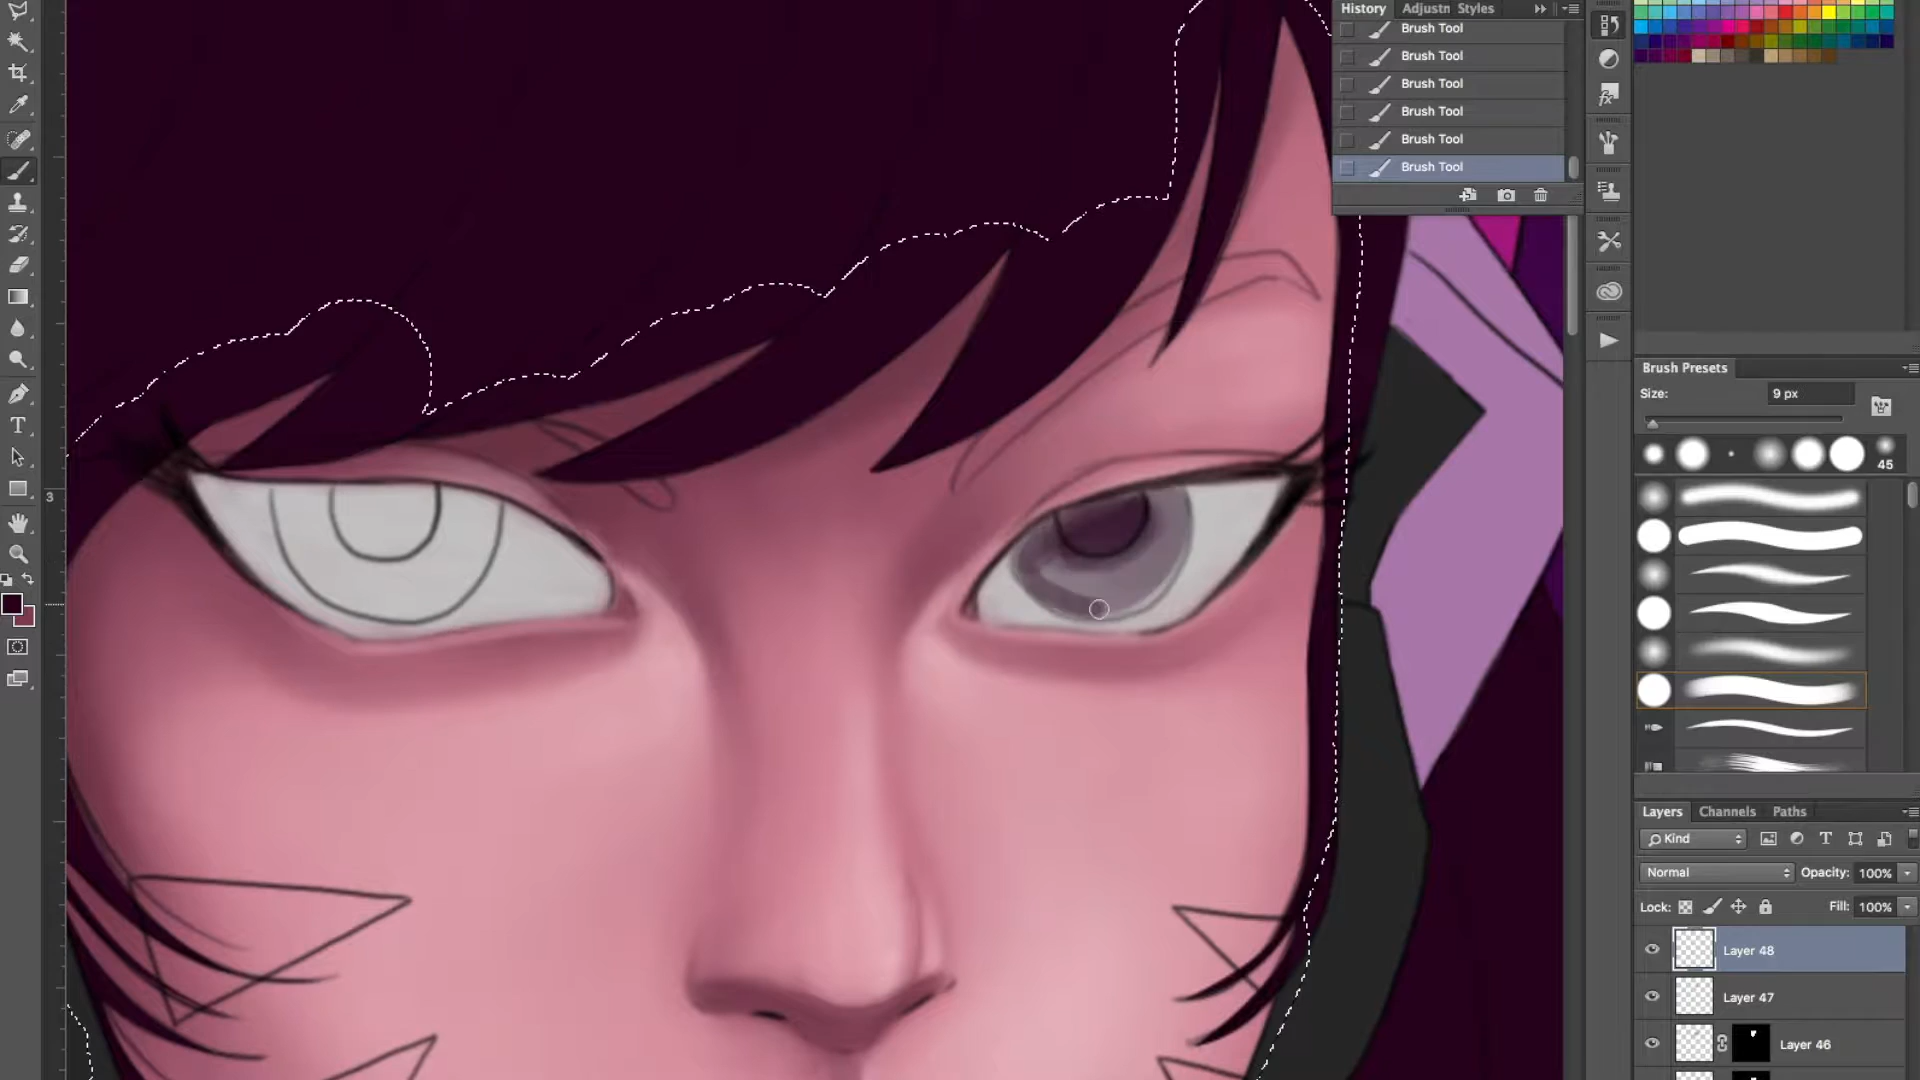 History Adjustn Styles
Brush Tool
Brush Tool
Brush Tool
Brush Tool
Brush Tool
Brush Tool
Brush Presets
Size: 9 px
45
3
T
fx
Layers Channels Paths
Kind
T
Normal Opacity: 100%
Lock: Fill: 100%
Layer 48
Layer 47
Layer 46